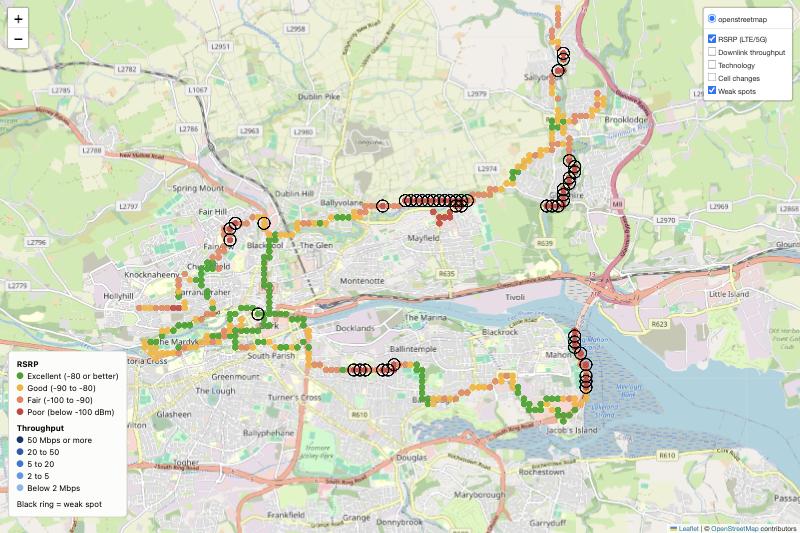 +
−
openstreetmap
RSRP (LTE/5G)
Downlink throughput
Technology
Cell changes
Weak spots
L2958
L2951
L2782
L2785
L1067
Dublin Pike
L2979
Brooklodge
L2786
L2963
L2980
L2788
New Mallow Road
L2974
Spring Mount
Dublin Hill
L2797
Ballyvolane
Fair Hill
L2970
L2969
M8
L2796
Blackpool
The Glen
Mayfield
R639
R635
Knocknaheeny
Montenotte
L2779
Hollyhill
Tivoli
Little Island
The Marina
R623
Docklands
Blackrock
The Mardyke
South Parish
Ballintemple
Mahon
RSRP
Excellent (-80 or better)
Good (-90 to -80)
Fair (-100 to -90)
Poor (below -100 dBm)
Throughput
50 Mbps or more
20 to 50
5 to 20
2 to 5
Below 2 Mbps
Black ring = weak spot
Greenmount
The Lough
Turner's Cross
Glasheen
R610
Ballyphehane
Jacob's Island
Togher
Douglas
R610
Rochestown
Maryborough
Frankfield
Grange
Donnybrook
Garryduff
Leaflet | © OpenStreetMap contributors